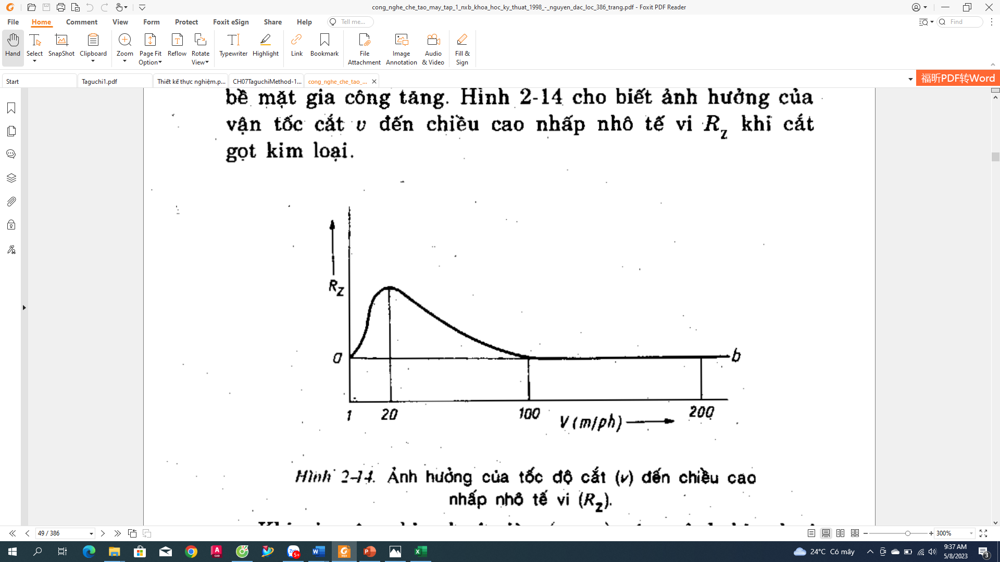 cong_nghe_che_tao_may_tap_1_nxb_khoa_hoc_ky_thuat_1998_-_nguyen_dac_loc_386_trang.pdf - Foxit PDF Reader
File Home Comment View Form Protect Foxit eSign Share Help Tell me... Find
Hand Select SnapShot Clipboard Zoom Page Fit Option Reflow Rotate View Typewriter Highlight Link Bookmark File Attachment Image Annotation Audio & Video Fill & Sign
Start Taguchi1.pdf Thiết kế thực nghiệm.p... CH07TaguchiMethod-1... cong_nghe_che_tao_... 福昕PDF转Word
bề mặt gia công tăng. Hình 2-14 cho biết ảnh hưởng của
vận tốc cắt v đến chiều cao nhấp nhô tế vi Rz khi cắt
gọt kim loại.
Rz
a b
1 20 100 200
V (m/ph)
Hình 2-14. Ảnh hưởng của tốc độ cắt (v) đến chiều cao
nhấp nhô tế vi (Rz).
49 / 386 300%
24°C Có mây 9:37 AM
5/8/2023 3
Zalo 5+